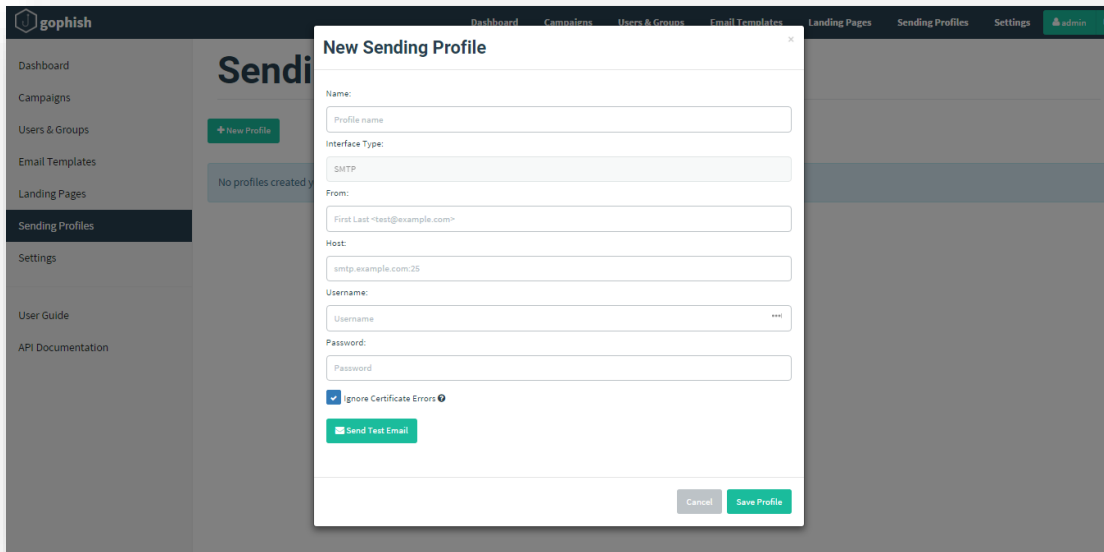 gophish
Dashboard Campaigns Users & Groups Email Templates Landing Pages Sending Profiles Settings admin
Dashboard
Campaigns
Users & Groups
Email Templates
Landing Pages
Sending Profiles
Settings
User Guide
API Documentation
Sendi
New Profile
No profiles created y
New Sending Profile
×
Name:
Profile name
Interface Type:
SMTP
From:
First Last <test@example.com>
Host:
smtp.example.com:25
Username:
Username
Password:
Password
Ignore Certificate Errors
Send Test Email
Cancel Save Profile